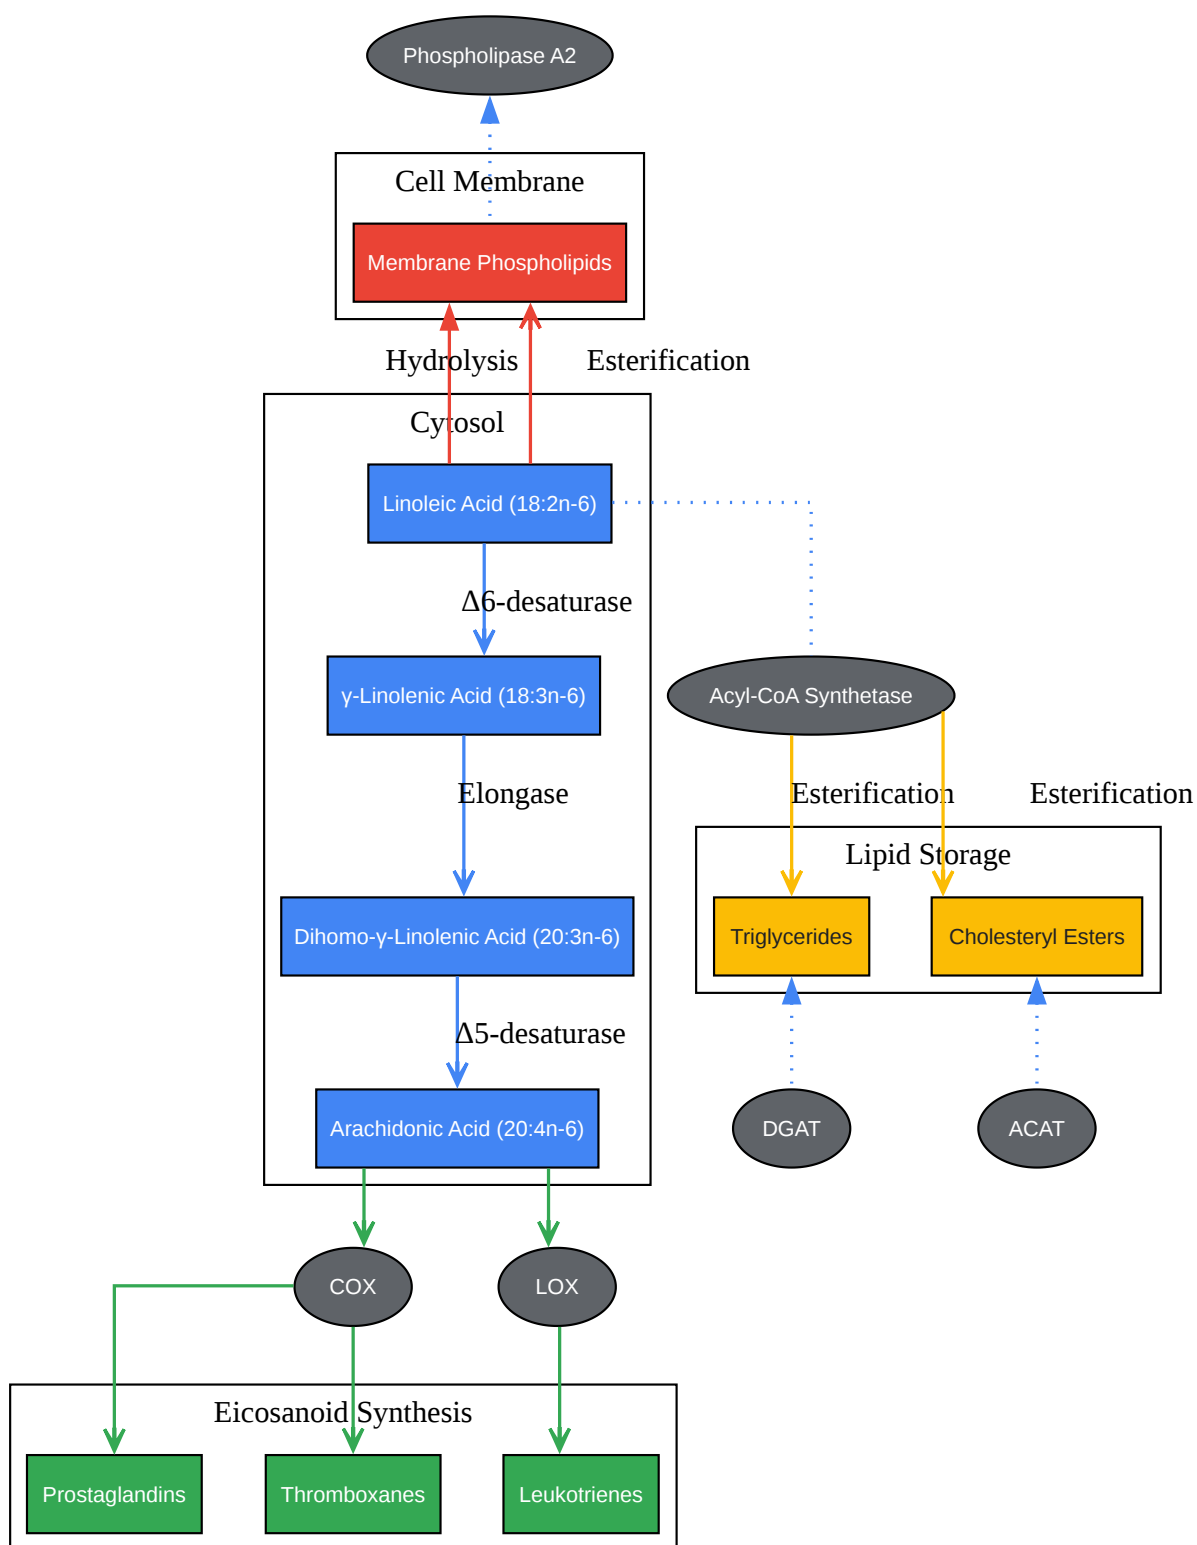 Phospholipase A2
Cell Membrane
Membrane Phospholipids
Hydrolysis
Esterification
Cytosol
Linoleic Acid (18:2n-6)
Δ6-desaturase
γ-Linolenic Acid (18:3n-6)
Acyl-CoA Synthetase
Elongase
Esterification
Esterification
Lipid Storage
Dihomo-γ-Linolenic Acid (20:3n-6)
Triglycerides
Cholesteryl Esters
Δ5-desaturase
Arachidonic Acid (20:4n-6)
DGAT
ACAT
COX
LOX
Eicosanoid Synthesis
Prostaglandins
Thromboxanes
Leukotrienes